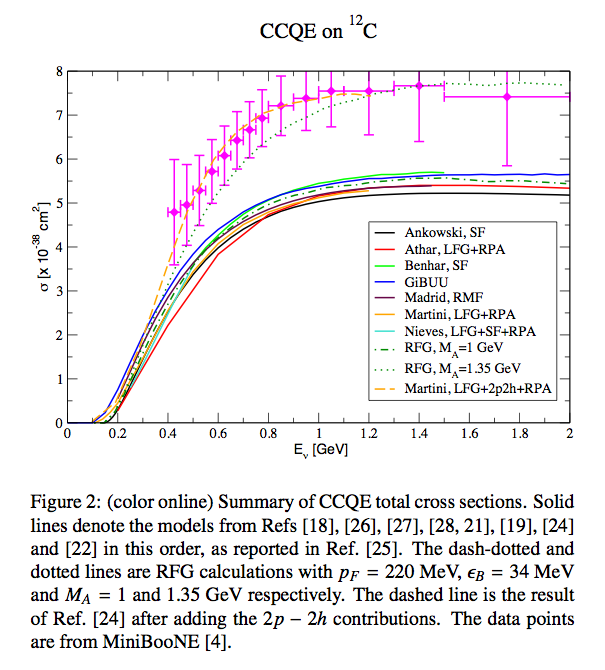 CCQE on ¹²C
8
7
6
5
4
3
2
1
0
σ [x 10⁻³⁸ cm²]
0 0.2 0.4 0.6 0.8 1 1.2 1.4 1.6 1.8 2
Eᵥ [GeV]
Ankowski, SF
Athar, LFG+RPA
Benhar, SF
GiBUU
Madrid, RMF
Martini, LFG+RPA
Nieves, LFG+SF+RPA
RFG, M_A=1 GeV
RFG, M_A=1.35 GeV
Martini, LFG+2p2h+RPA
Figure 2: (color online) Summary of CCQE total cross sections. Solid
lines denote the models from Refs [18], [26], [27], [28, 21], [19], [24]
and [22] in this order, as reported in Ref. [25]. The dash-dotted and
dotted lines are RFG calculations with p_F = 220 MeV, ϵ_B = 34 MeV
and M_A = 1 and 1.35 GeV respectively. The dashed line is the result
of Ref. [24] after adding the 2p − 2h contributions. The data points
are from MiniBooNE [4].